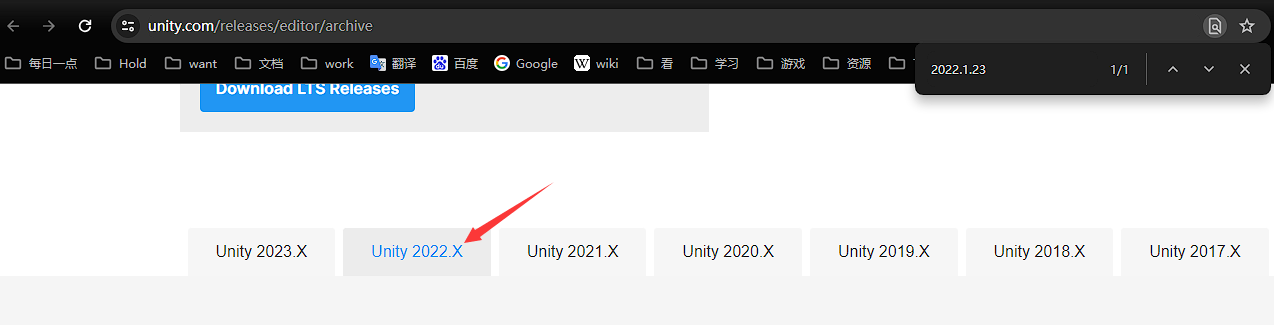 unity.com/releases/editor/archive
每日一点 Hold want 文档 work 翻译 百度 Google wiki 看 学习 游戏 资源
2022.1.23 1/1
Download LTS Releases
Unity 2023.X Unity 2022.X Unity 2021.X Unity 2020.X Unity 2019.X Unity 2018.X Unity 2017.X